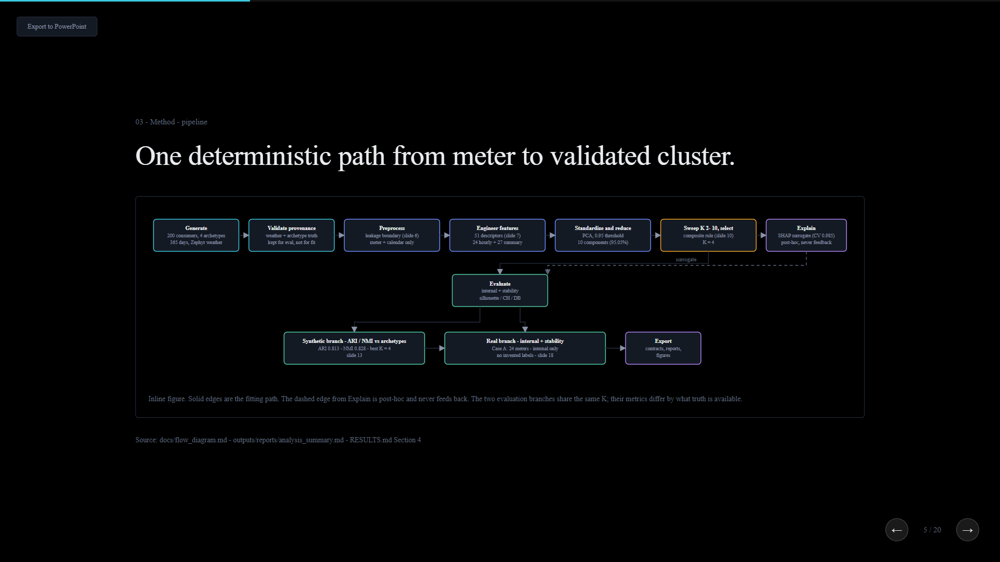 Export to PowerPoint
03 - Method - pipeline
One deterministic path from meter to validated cluster.
Generate
200 consumers, 4 archetypes
365 days, Zephyr weather
Validate provenance
weather + archetype truth
kept for eval, not for fit
Preprocess
leakage boundary (slide 6)
meter + calendar only
Engineer features
51 descriptors (slide 7)
24 hourly + 27 summary
Standardize and reduce
PCA, 0.95 threshold
10 components (95.05%)
Sweep K 2- 10, select
composite rule (slide 10)
K = 4
Explain
SHAP surrogate (CV 0.985)
post-hoc, never feedback
surrogate
Evaluate
internal + stability
silhouette / CH / DB
Synthetic branch - ARI / NMI vs archetypes
ARI 0.813 - NMI 0.828 - best K = 4
slide 13
Real branch - internal + stability
Case A: 24 meters - internal only
no invented labels - slide 18
Export
contracts, reports,
figures
Inline figure. Solid edges are the fitting path. The dashed edge from Explain is post-hoc and never feeds back. The two evaluation branches share the same K; their metrics differ by what truth is available.
Source: docs/flow_diagram.md - outputs/reports/analysis_summary.md - RESULTS.md Section 4
← 5 / 20 →